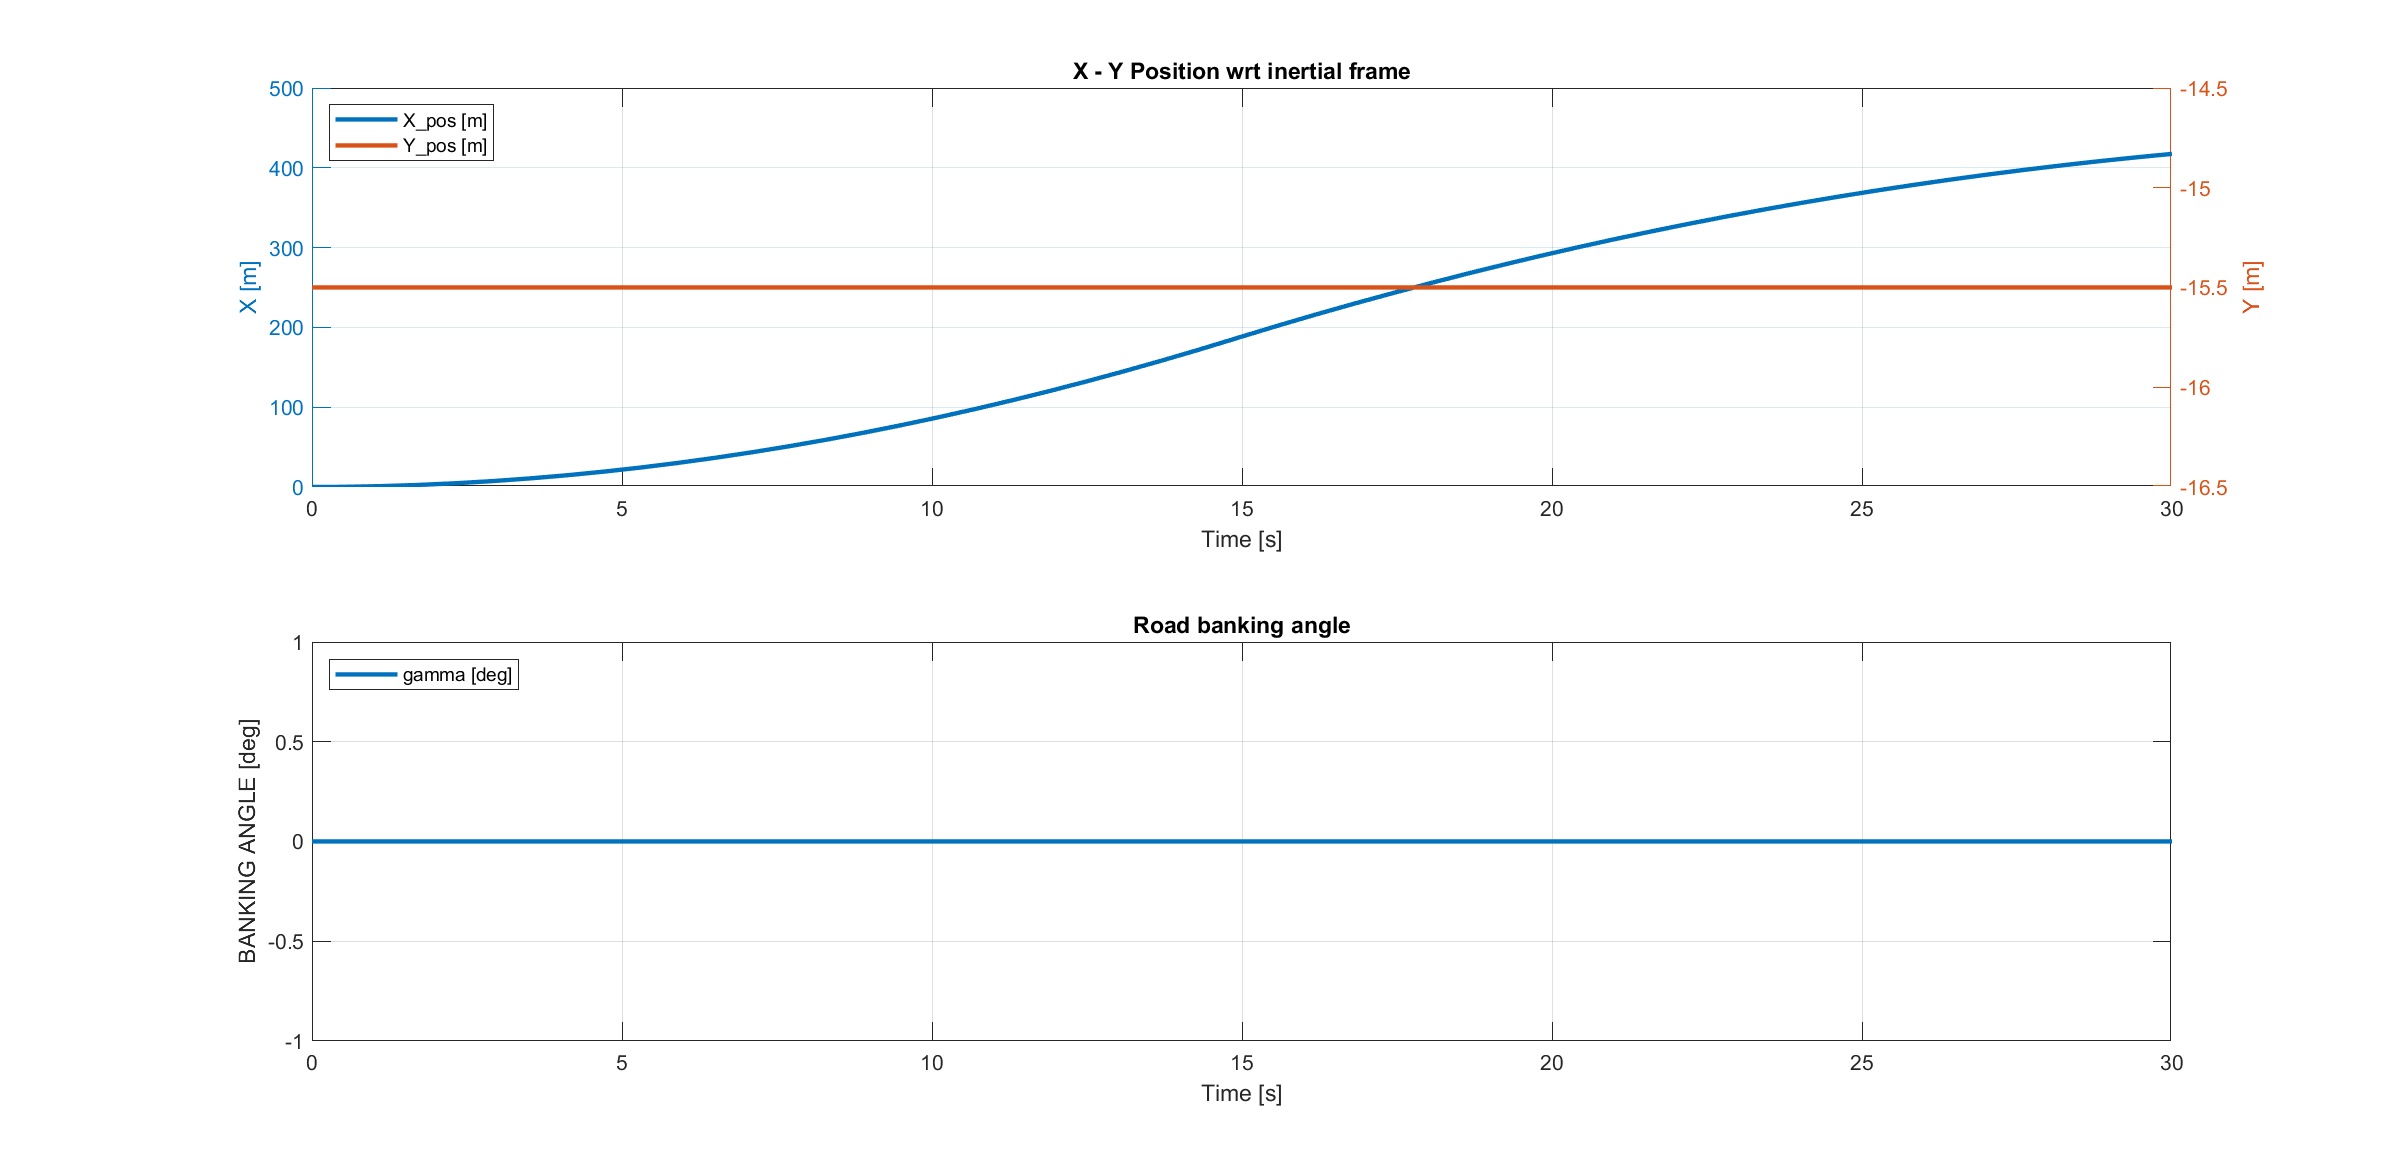 X - Y Position wrt inertial frame
X_pos [m]
Y_pos [m]
500
400
300
200
100
0
X [m]
-14.5
-15
-15.5
-16
-16.5
Y [m]
0 5 10 15 20 25 30
Time [s]
Road banking angle
gamma [deg]
1
0.5
0
-0.5
-1
BANKING ANGLE [deg]
0 5 10 15 20 25 30
Time [s]